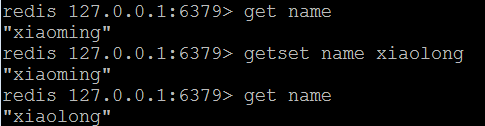 redis 127.0.0.1:6379> get name
"xiaoming"
redis 127.0.0.1:6379> getset name xiaolong
"xiaoming"
redis 127.0.0.1:6379> get name
"xiaolong"